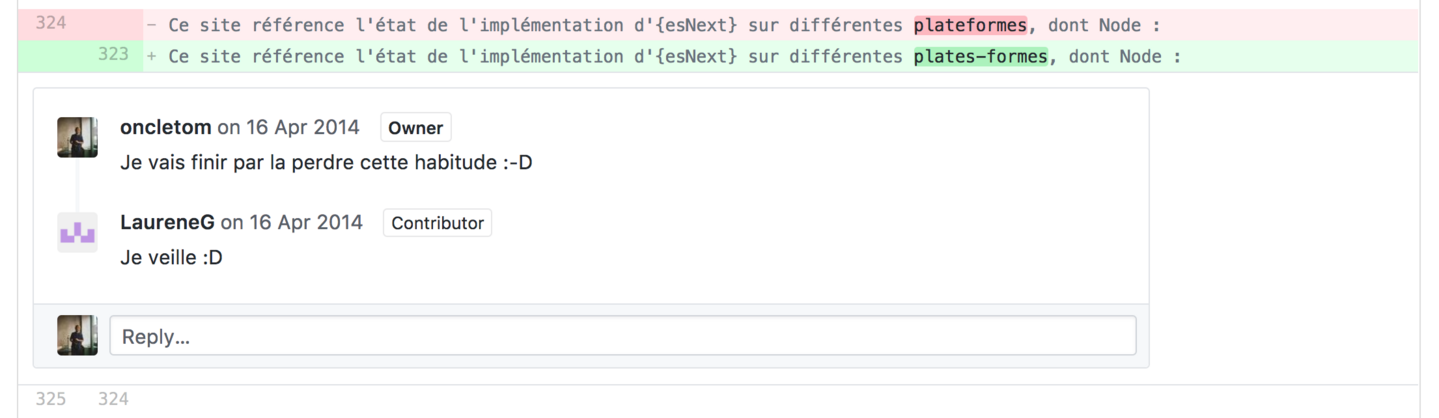 324 - Ce site référence l'état de l'implémentation d'{esNext} sur différentes plateformes, dont Node :
323 + Ce site référence l'état de l'implémentation d'{esNext} sur différentes plates-formes, dont Node :
oncletom on 16 Apr 2014 Owner
Je vais finir par la perdre cette habitude :-D
LaureneG on 16 Apr 2014 Contributor
Je veille :D
Reply...
325 324